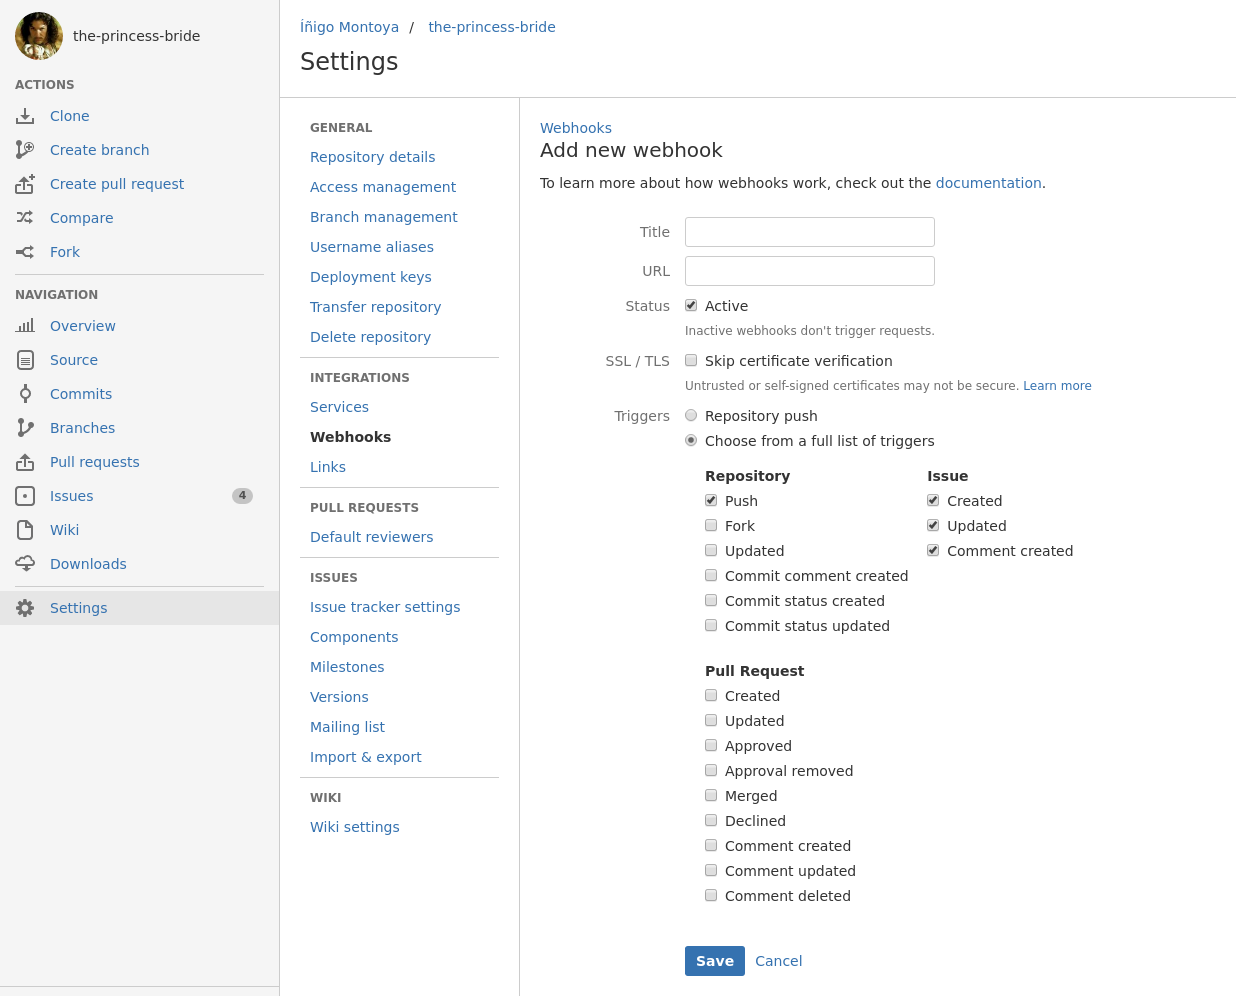 the-princess-bride
ACTIONS
Clone
Create branch
Create pull request
Compare
Fork
NAVIGATION
Overview
Source
Commits
Branches
Pull requests
Issues 4
Wiki
Downloads
Settings
Íñigo Montoya / the-princess-bride
Settings
GENERAL
Repository details
Access management
Branch management
Username aliases
Deployment keys
Transfer repository
Delete repository
INTEGRATIONS
Services
Webhooks
Links
PULL REQUESTS
Default reviewers
ISSUES
Issue tracker settings
Components
Milestones
Versions
Mailing list
Import & export
WIKI
Wiki settings
Webhooks
Add new webhook
To learn more about how webhooks work, check out the documentation.
Title
URL
Status Active
Inactive webhooks don't trigger requests.
SSL / TLS Skip certificate verification
Untrusted or self-signed certificates may not be secure. Learn more
Triggers Repository push
Choose from a full list of triggers
Repository
Push
Fork
Updated
Commit comment created
Commit status created
Commit status updated
Issue
Created
Updated
Comment created
Pull Request
Created
Updated
Approved
Approval removed
Merged
Declined
Comment created
Comment updated
Comment deleted
Save Cancel